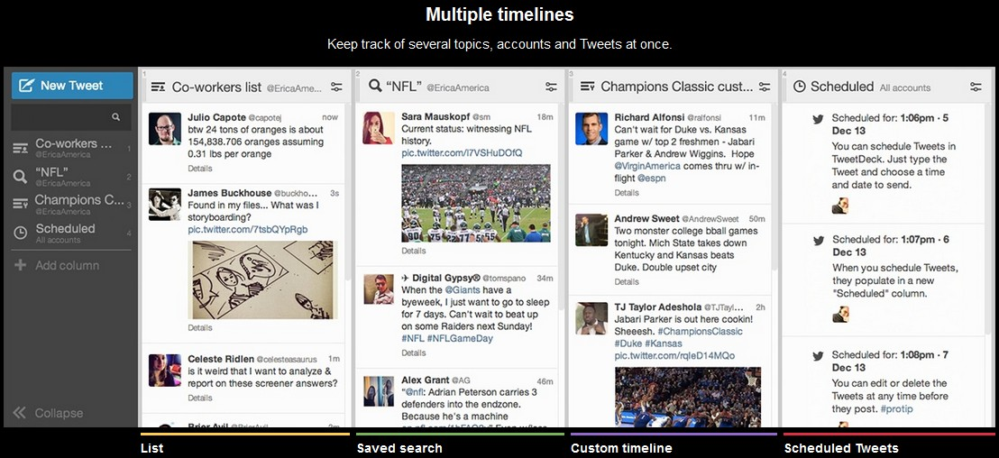 Multiple timelines
Keep track of several topics, accounts and Tweets at once.
New Tweet
Co-workers ... 1
@EricaAmerica
"NFL" 2
@EricaAmerica
Champions C... 3
@EricaAmerica
Scheduled 4
All accounts
Add column
Collapse
1
Co-workers list @EricaAme...
Julio Capote @capotej now
btw 24 tons of oranges is about
154,838.706 oranges assuming
0.31 lbs per orange
Details
James Buckhouse @buckho... 3s
Found in my files... What was I
storyboarding?
pic.twitter.com/7tsbQYpRgb
Details
Celeste Ridlen @celesteasaurus 1m
is it weird that I want to analyze &
report on these screener answers?
Details
2
"NFL" @EricaAmerica
Sara Mauskopf @sm 18m
Current status: witnessing NFL
history.
pic.twitter.com/l7VSHuDOfQ
Details
Digital Gypsy® @tomspano 34m
When the @Giants have a
byeweek, I just want to go to sleep
for 7 days. Can't wait to beat up
on some Raiders next Sunday!
#NFL #NFLGameDay
Details
Alex Grant @AG 46m
"@nfl: Adrian Peterson carries 3
defenders into the endzone.
Because he's a machine
3
Champions Classic cust...
Richard Alfonsi @ralfonsi 11m
Can't wait for Duke vs. Kansas
game w/ top 2 freshmen - Jabari
Parker & Andrew Wiggins. Hope
@VirginAmerica comes thru w/ in-
flight @espn
Details
Andrew Sweet @AndrewSweet 50m
Two monster college bball games
tonight. Mich State takes down
Kentucky and Kansas beats
Duke. Double upset city
Details
TJ Taylor Adeshola @TJTayl... 2h
Jabari Parker is out here cookin!
Sheeesh. #ChampionsClassic
#Duke #Kansas
pic.twitter.com/rqIeD14MQo
4
Scheduled All accounts
Scheduled for: 1:06pm · 5
Dec 13
You can schedule Tweets in
TweetDeck. Just type the
Tweet and choose a time
and date to send.
Scheduled for: 1:07pm · 6
Dec 13
When you schedule Tweets,
they populate in a new
"Scheduled" column.
Scheduled for: 1:08pm · 7
Dec 13
You can edit or delete the
Tweets at any time before
they post. #protip
List
Saved search
Custom timeline
Scheduled Tweets